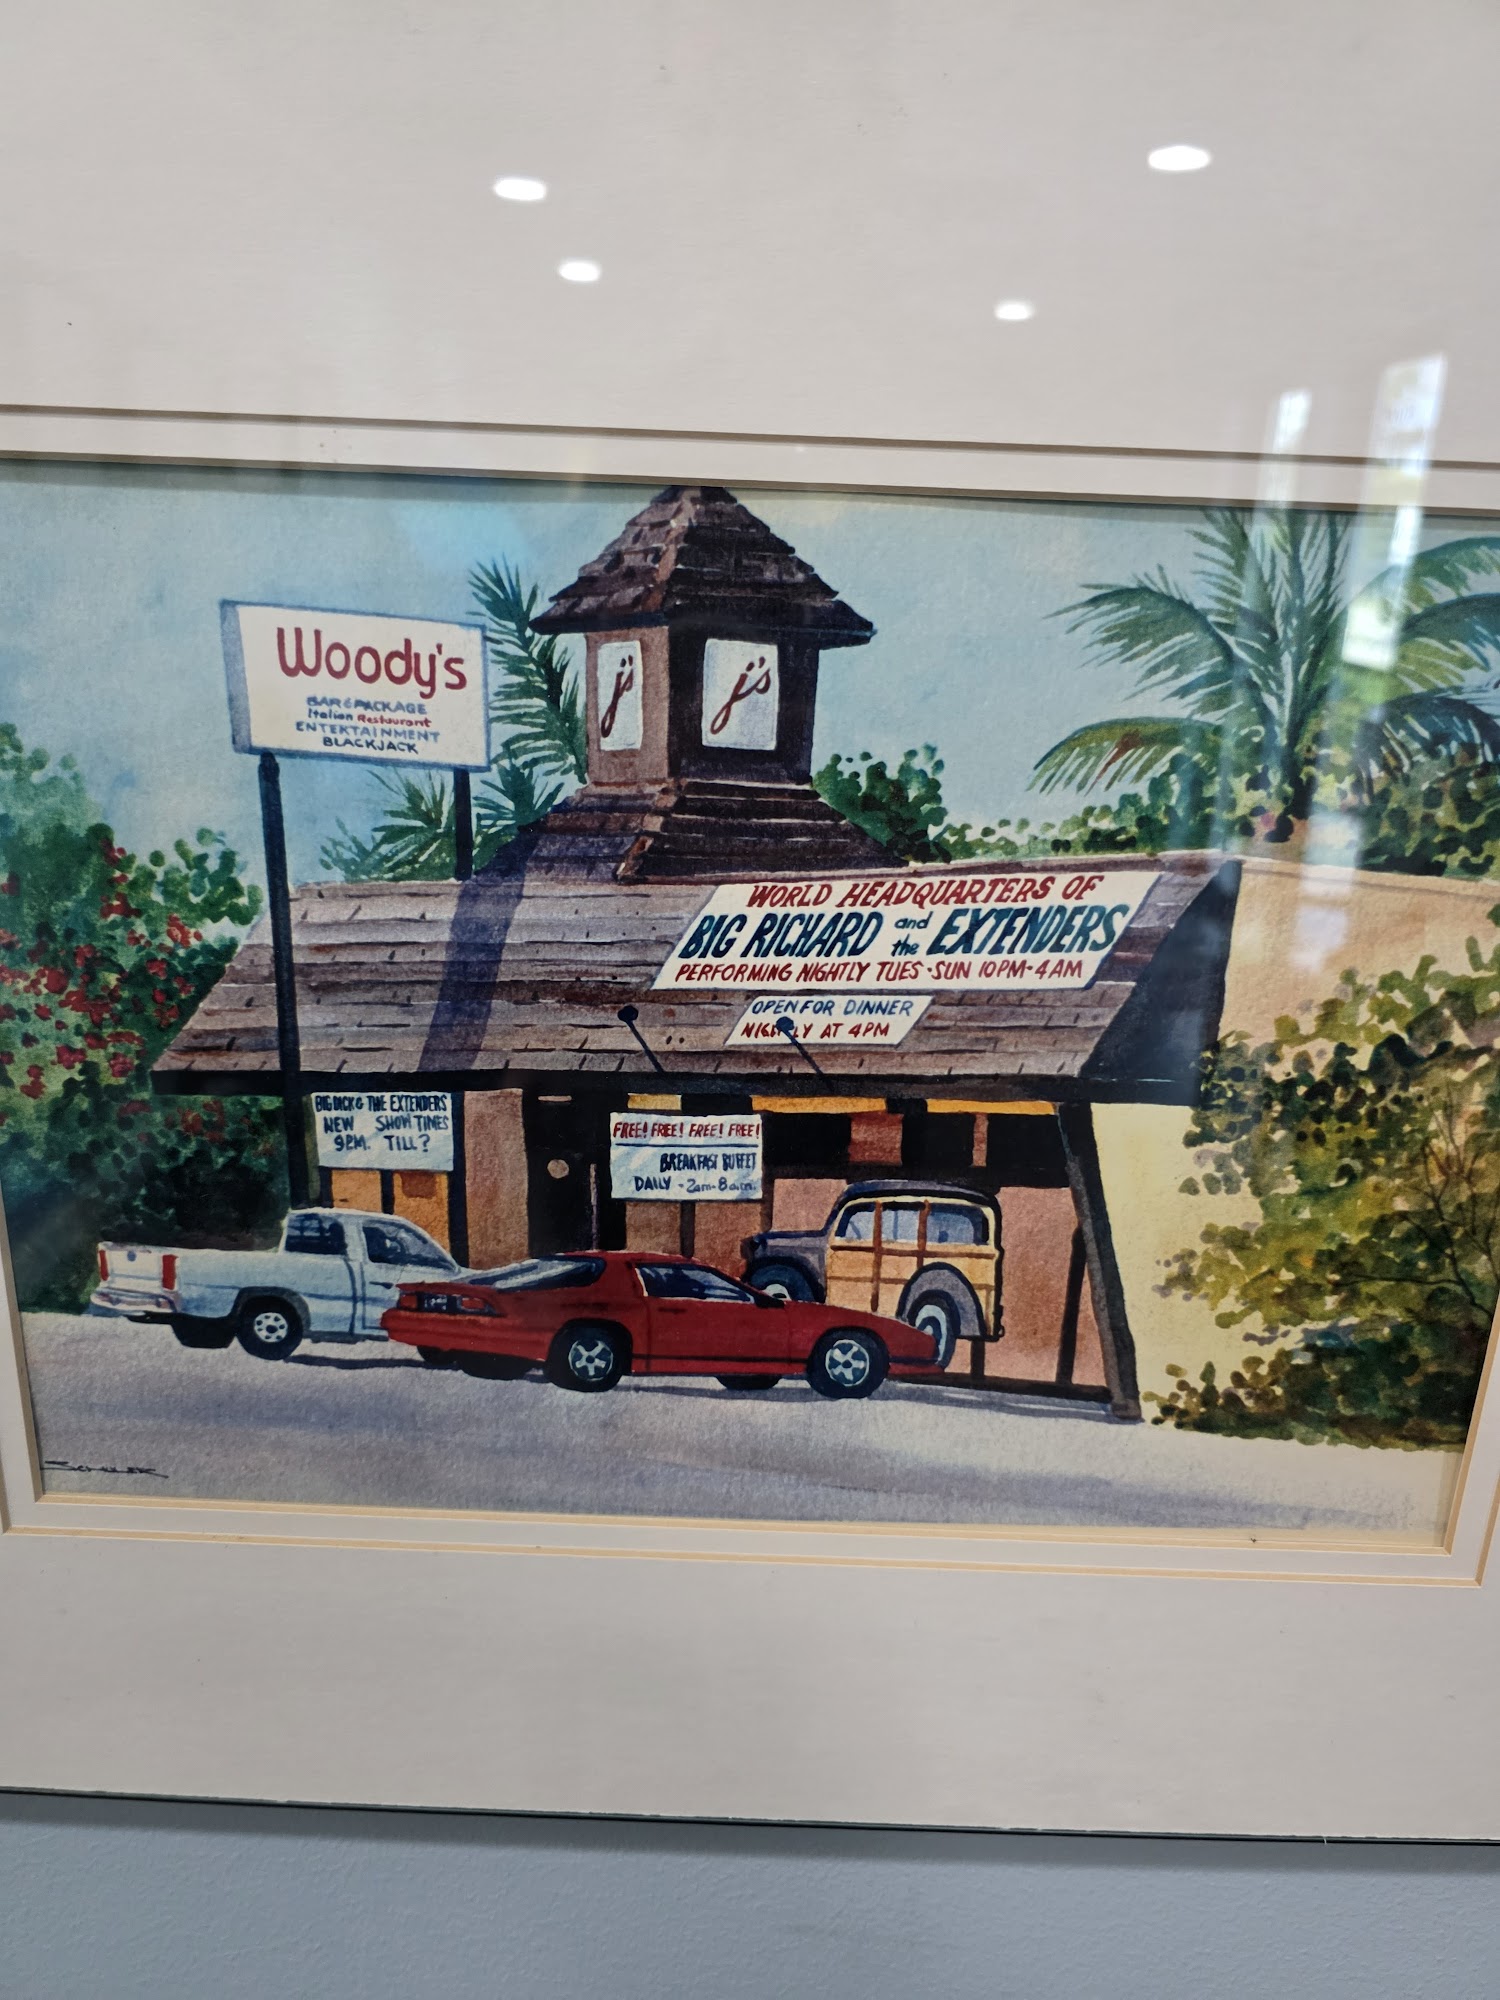 Woody's
BAR & PACKAGE
Italian Restaurant
ENTERTAINMENT
BLACKJACK
j's
j's
WORLD HEADQUARTERS OF
BIG RICHARD and the EXTENDERS
PERFORMING NIGHTLY TUES-SUN 10PM-4AM
OPEN FOR DINNER
NIGHTLY AT 4PM
BIG DICK & THE EXTENDERS
NEW SHOW TIMES
9PM. TILL?
FREE! FREE! FREE! FREE!
BREAKFAST BUFFET
DAILY - 2am-8am.